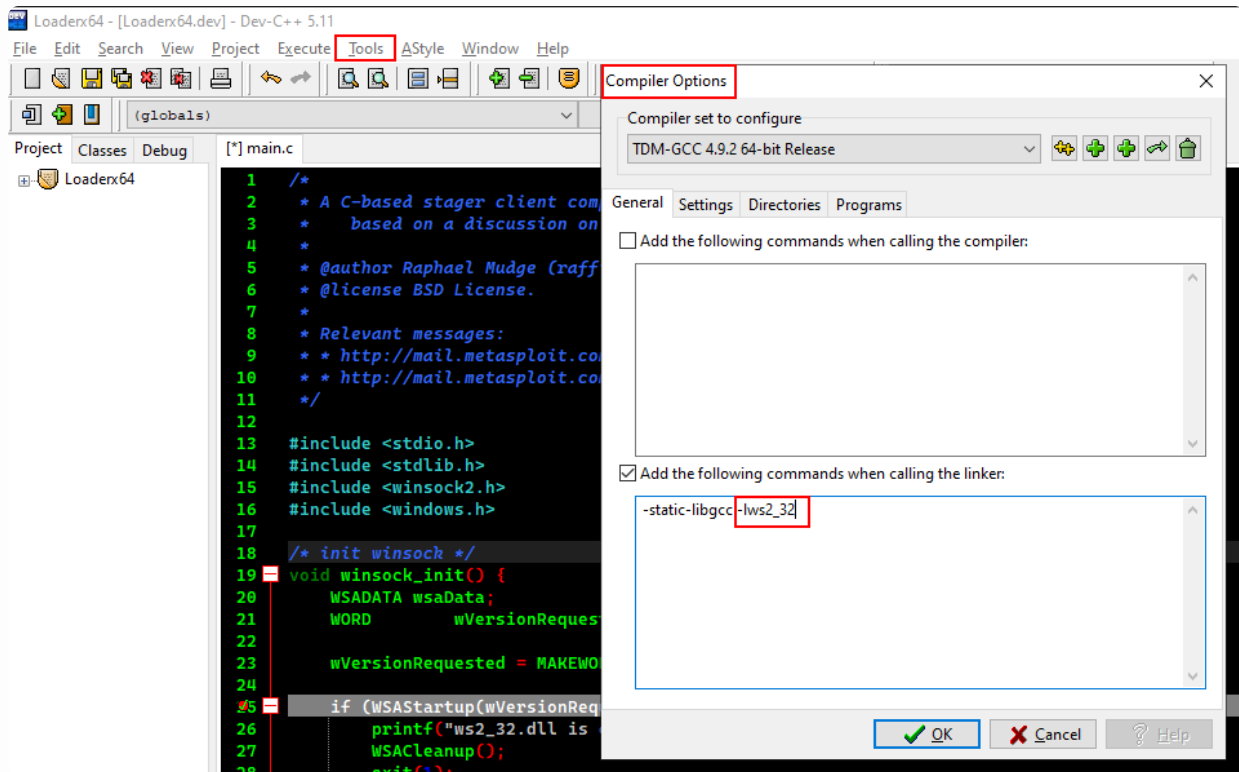 Loaderx64 - [Loaderx64.dev] - Dev-C++ 5.11
File Edit Search View Project Execute Tools AStyle Window Help
(globals)
Project Classes Debug
[*] main.c
Loaderx64
1 /*
2 * A C-based stager client com
3 * based on a discussion on
4 *
5 * @author Raphael Mudge (raff
6 * @license BSD License.
7 *
8 * Relevant messages:
9 * * http://mail.metasploit.co
10 * * http://mail.metasploit.co
11 */
12
13 #include <stdio.h>
14 #include <stdlib.h>
15 #include <winsock2.h>
16 #include <windows.h>
17
18 /* init winsock */
19 void winsock_init() {
20 WSADATA wsaData;
21 WORD wVersionReques
22
23 wVersionRequested = MAKEWO
24
25 if (WSAStartup(wVersionReq
26 printf("ws2_32.dll is
27 WSACleanup();
28 exit(1);
Compiler Options
Compiler set to configure
TDM-GCC 4.9.2 64-bit Release
General Settings Directories Programs
Add the following commands when calling the compiler:
Add the following commands when calling the linker:
-static-libgcc -lws2_32
OK Cancel Help